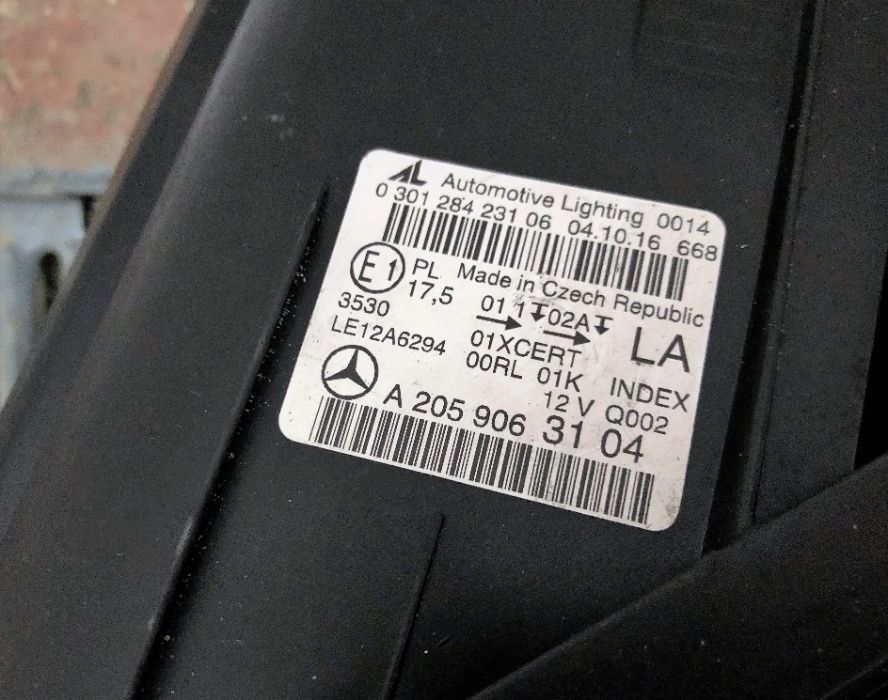 AL Automotive Lighting 0014
0 301 284 231 06 04.10.16 668
E1 PL Made in Czech Republic
17,5 01 1 02A
3530
LE12A6294 01XCERT LA
00RL 01K INDEX
12 V Q002
A 205 906 31 04